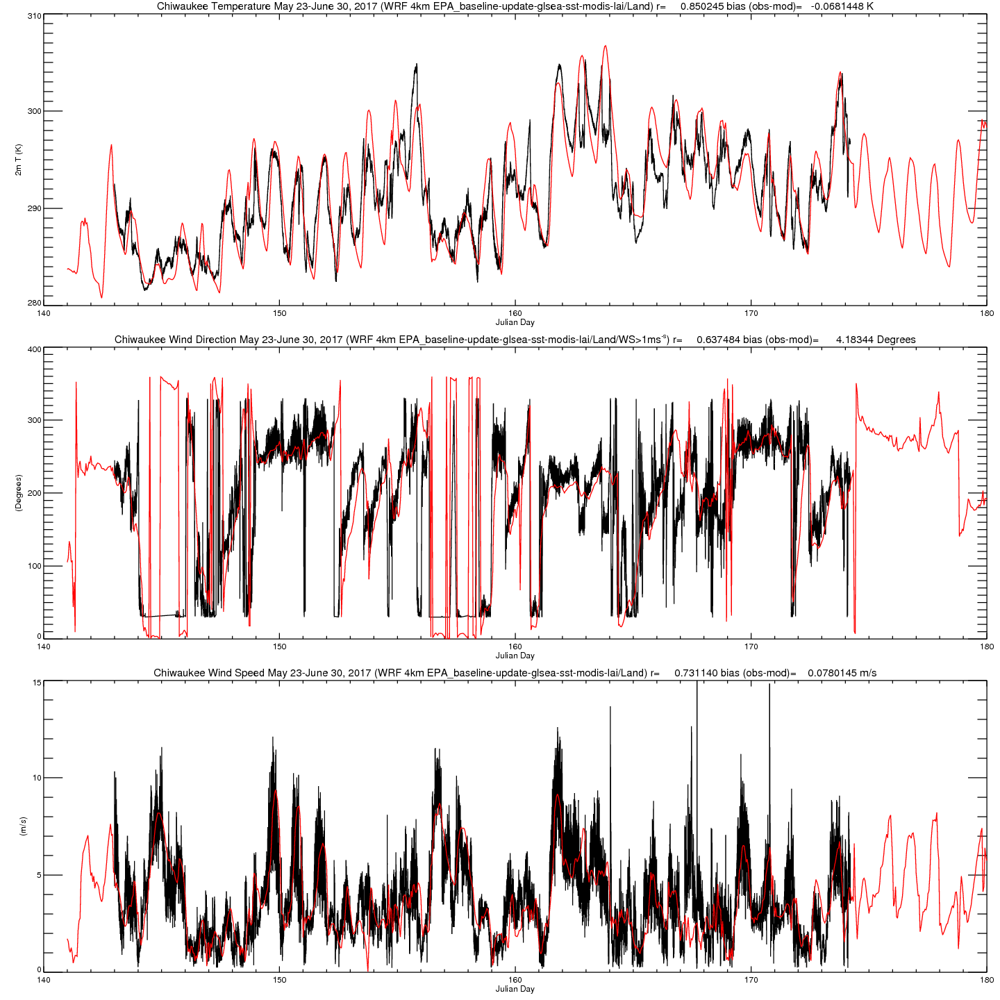 Chiwaukee Temperature May 23-June 30, 2017 (WRF 4km EPA_baseline-update-glsea-sst-modis-lai/Land) r= 0.850245 bias (obs-mod)= -0.0681448 K
310
300
290
280
2m T (K)
140 150 160 170 180
Julian Day
Chiwaukee Wind Direction May 23-June 30, 2017 (WRF 4km EPA_baseline-update-glsea-sst-modis-lai/Land/WS>1ms-s) r= 0.637484 bias (obs-mod)= 4.18344 Degrees
400
300
200
100
0
(Degrees)
140 150 160 170 180
Julian Day
Chiwaukee Wind Speed May 23-June 30, 2017 (WRF 4km EPA_baseline-update-glsea-sst-modis-lai/Land) r= 0.731140 bias (obs-mod)= 0.0780145 m/s
15
10
5
0
(m/s)
140 150 160 170 180
Julian Day